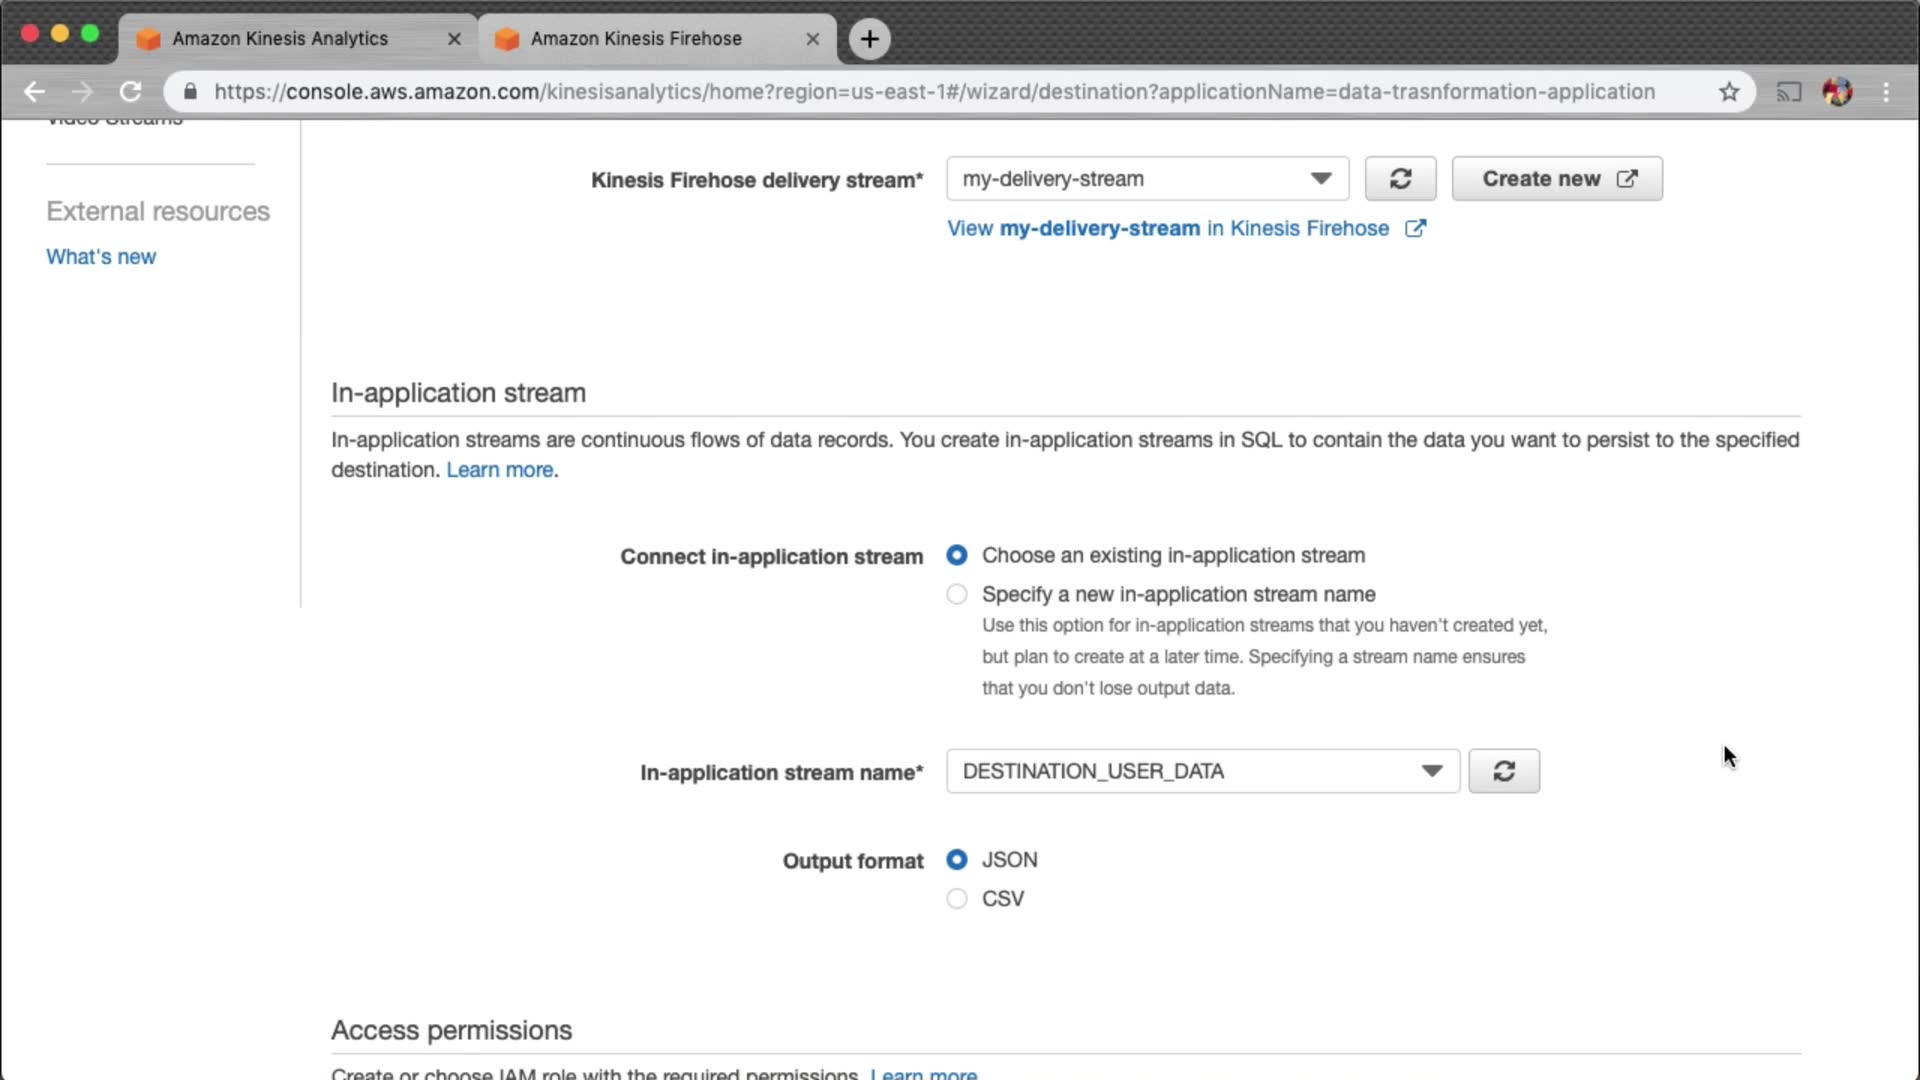 Amazon Kinesis Analytics
Amazon Kinesis Firehose
https://console.aws.amazon.com/kinesisanalytics/home?region=us-east-1#/wizard/destination?applicationName=data-trasnformation-application
Video Streams
External resources
What's new
Kinesis Firehose delivery stream*
my-delivery-stream
Create new
View my-delivery-stream in Kinesis Firehose
In-application stream
In-application streams are continuous flows of data records. You create in-application streams in SQL to contain the data you want to persist to the specified
destination. Learn more.
Connect in-application stream
Choose an existing in-application stream
Specify a new in-application stream name
Use this option for in-application streams that you haven't created yet,
but plan to create at a later time. Specifying a stream name ensures
that you don't lose output data.
In-application stream name*
DESTINATION_USER_DATA
Output format
JSON
CSV
Access permissions
Create or choose IAM role with the required permissions. Learn more